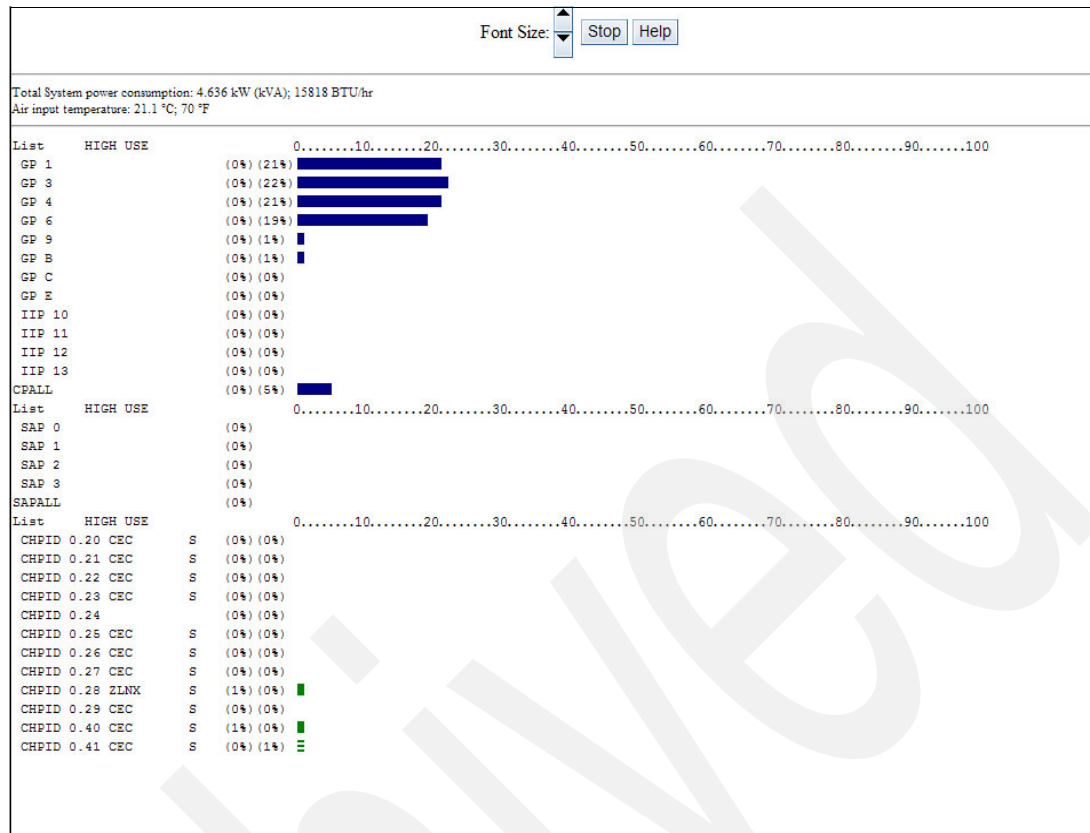 Font Size: Stop Help
Total System power consumption: 4.636 kW (kVA); 15818 BTU/hr
Air input temperature: 21.1 °C; 70 °F
List HIGH USE 0.......10.......20.......30.......40.......50.......60.......70.......80.......90.......100
GP 1 (0%)(21%)
GP 3 (0%)(22%)
GP 4 (0%)(21%)
GP 6 (0%)(19%)
GP 9 (0%)(1%)
GP B (0%)(1%)
GP C (0%)(0%)
GP E (0%)(0%)
IIP 10 (0%)(0%)
IIP 11 (0%)(0%)
IIP 12 (0%)(0%)
IIP 13 (0%)(0%)
CPALL (0%)(5%)
List HIGH USE 0.......10.......20.......30.......40.......50.......60.......70.......80.......90.......100
SAP 0 (0%)
SAP 1 (0%)
SAP 2 (0%)
SAP 3 (0%)
SAPALL (0%)
List HIGH USE 0.......10.......20.......30.......40.......50.......60.......70.......80.......90.......100
CHPID 0.20 CEC S (0%)(0%)
CHPID 0.21 CEC S (0%)(0%)
CHPID 0.22 CEC S (0%)(0%)
CHPID 0.23 CEC S (0%)(0%)
CHPID 0.24 (0%)(0%)
CHPID 0.25 CEC S (0%)(0%)
CHPID 0.26 CEC S (0%)(0%)
CHPID 0.27 CEC S (0%)(0%)
CHPID 0.28 ZLNX S (1%)(0%)
CHPID 0.29 CEC S (0%)(0%)
CHPID 0.40 CEC S (1%)(0%)
CHPID 0.41 CEC S (0%)(1%)